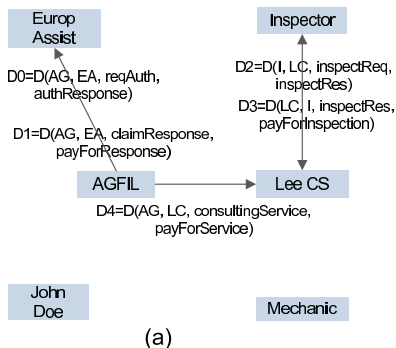 Europ
Assist
Inspector
D0=D(AG, EA, reqAuth,
authResponse)
D2=D(I, LC, inspectReq,
inspectRes)
D3=D(LC, I, inspectRes,
payForInspection)
D1=D(AG, EA, claimResponse,
payForResponse)
AGFIL
Lee CS
D4=D(AG, LC, consultingService,
payForService)
John
Doe
Mechanic
(a)